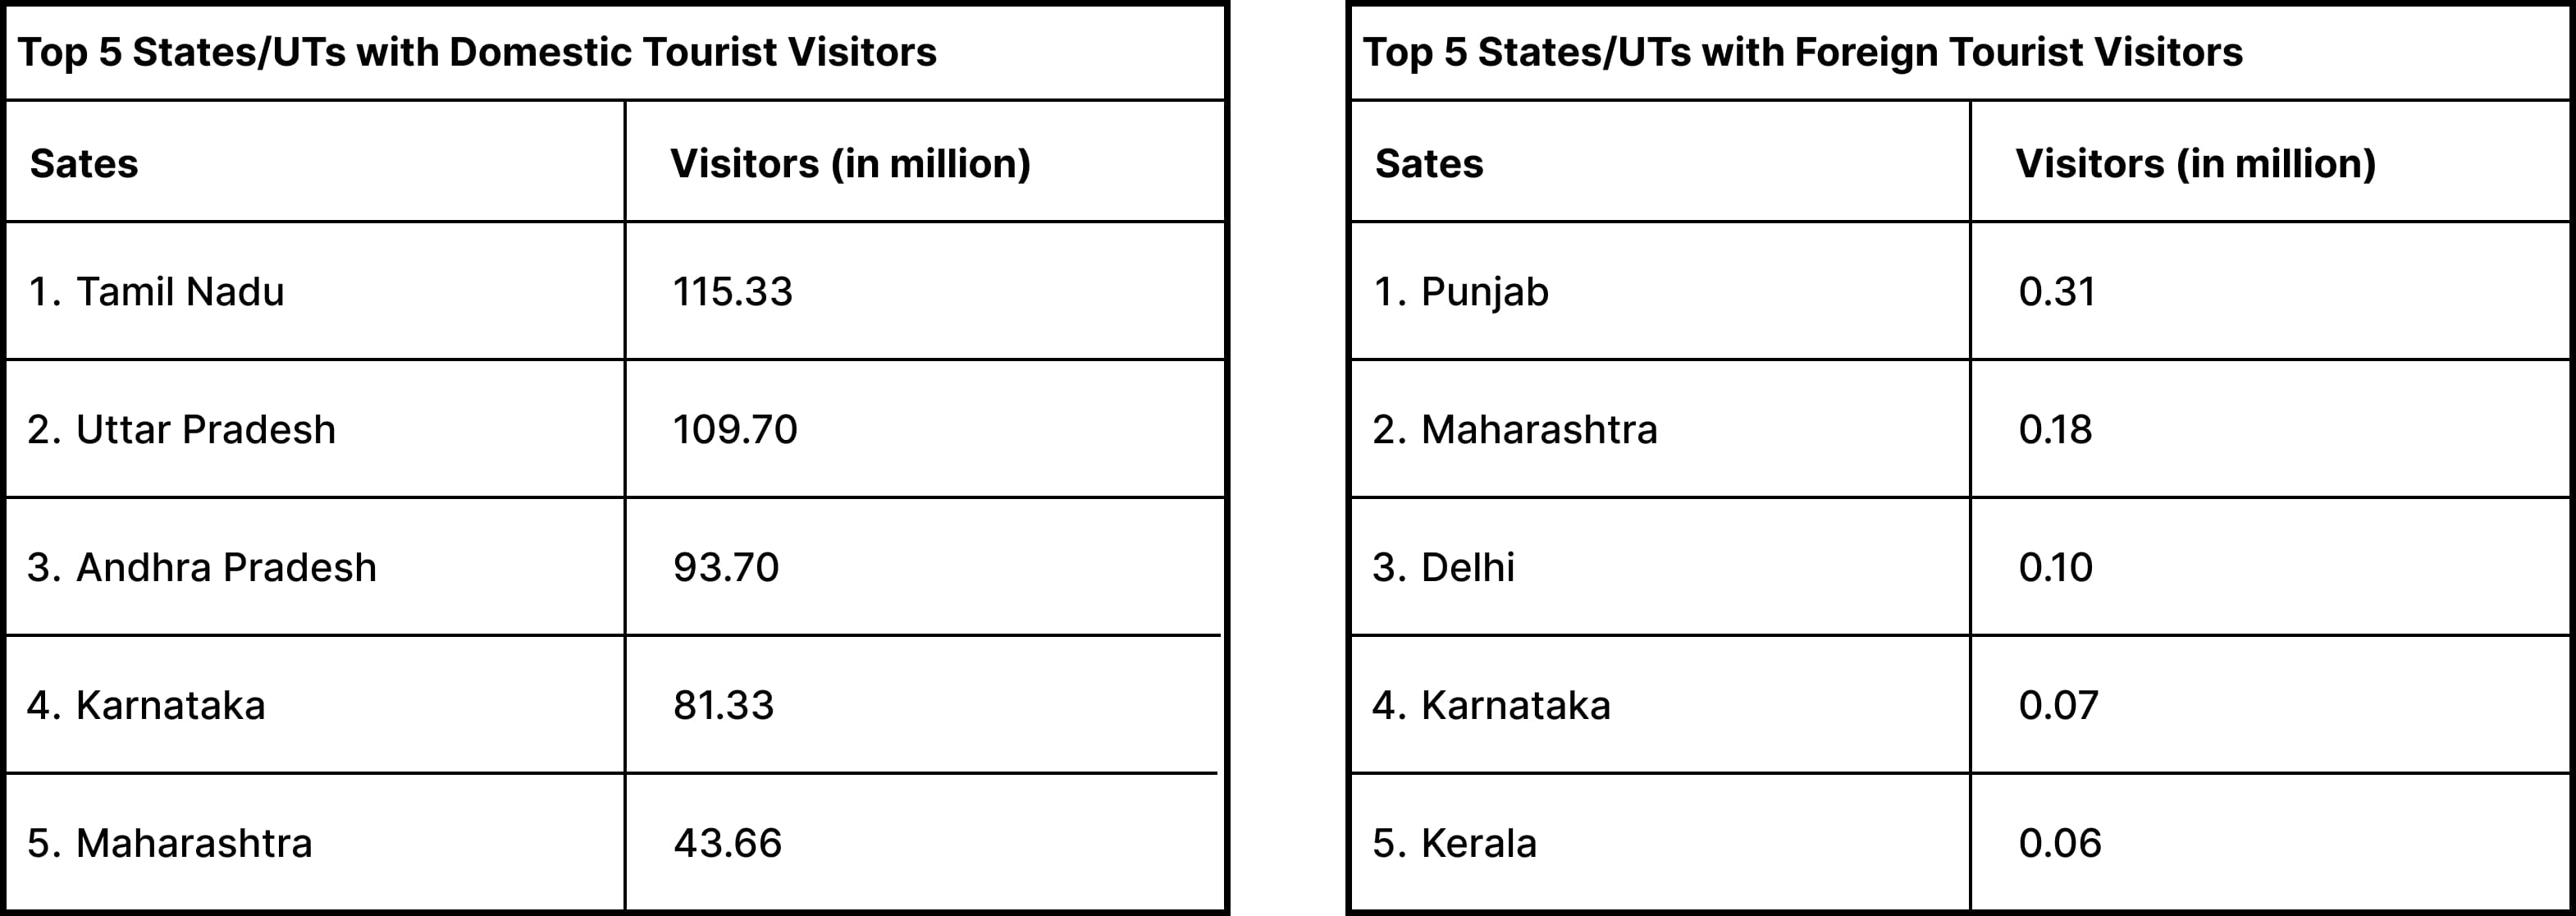 Top 5 States/UTs with Domestic Tourist Visitors
Sates Visitors (in million)
1. Tamil Nadu 115.33
2. Uttar Pradesh 109.70
3. Andhra Pradesh 93.70
4. Karnataka 81.33
5. Maharashtra 43.66
Top 5 States/UTs with Foreign Tourist Visitors
Sates Visitors (in million)
1. Punjab 0.31
2. Maharashtra 0.18
3. Delhi 0.10
4. Karnataka 0.07
5. Kerala 0.06